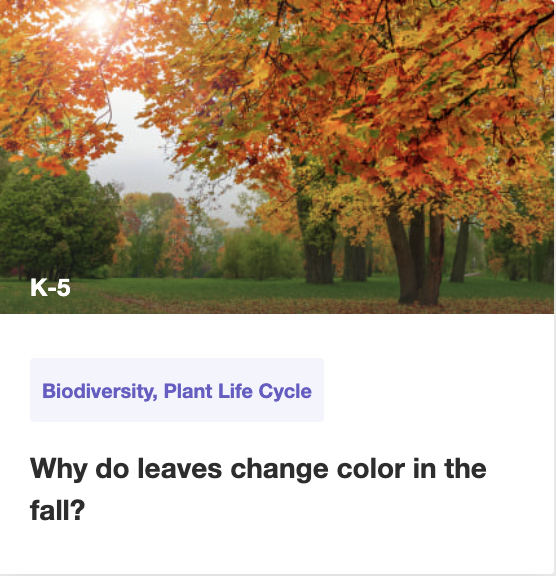 K-5
Biodiversity, Plant Life Cycle
Why do leaves change color in the
fall?